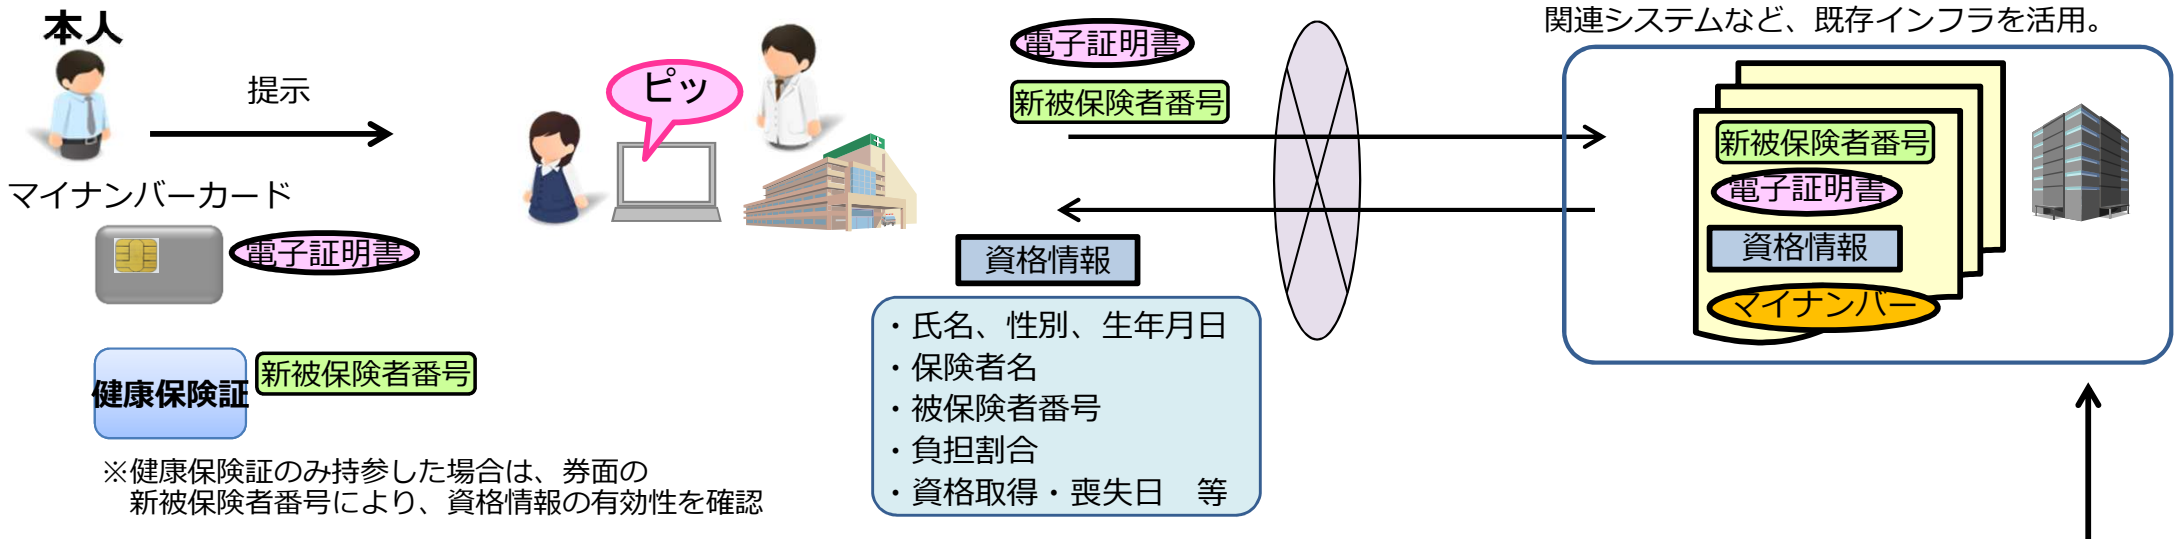 本人
提示
マイナンバーカード
電子証明書
健康保険証
新被保険者番号
※健康保険証のみ持参した場合は、券面の
新被保険者番号により、資格情報の有効性を確認
ピッ
電子証明書
新被保険者番号
資格情報
・氏名、性別、生年月日
・保険者名
・被保険者番号
・負担割合
・資格取得・喪失日　等
関連システムなど、既存インフラを活用。
新被保険者番号
電子証明書
資格情報
マイナンバー